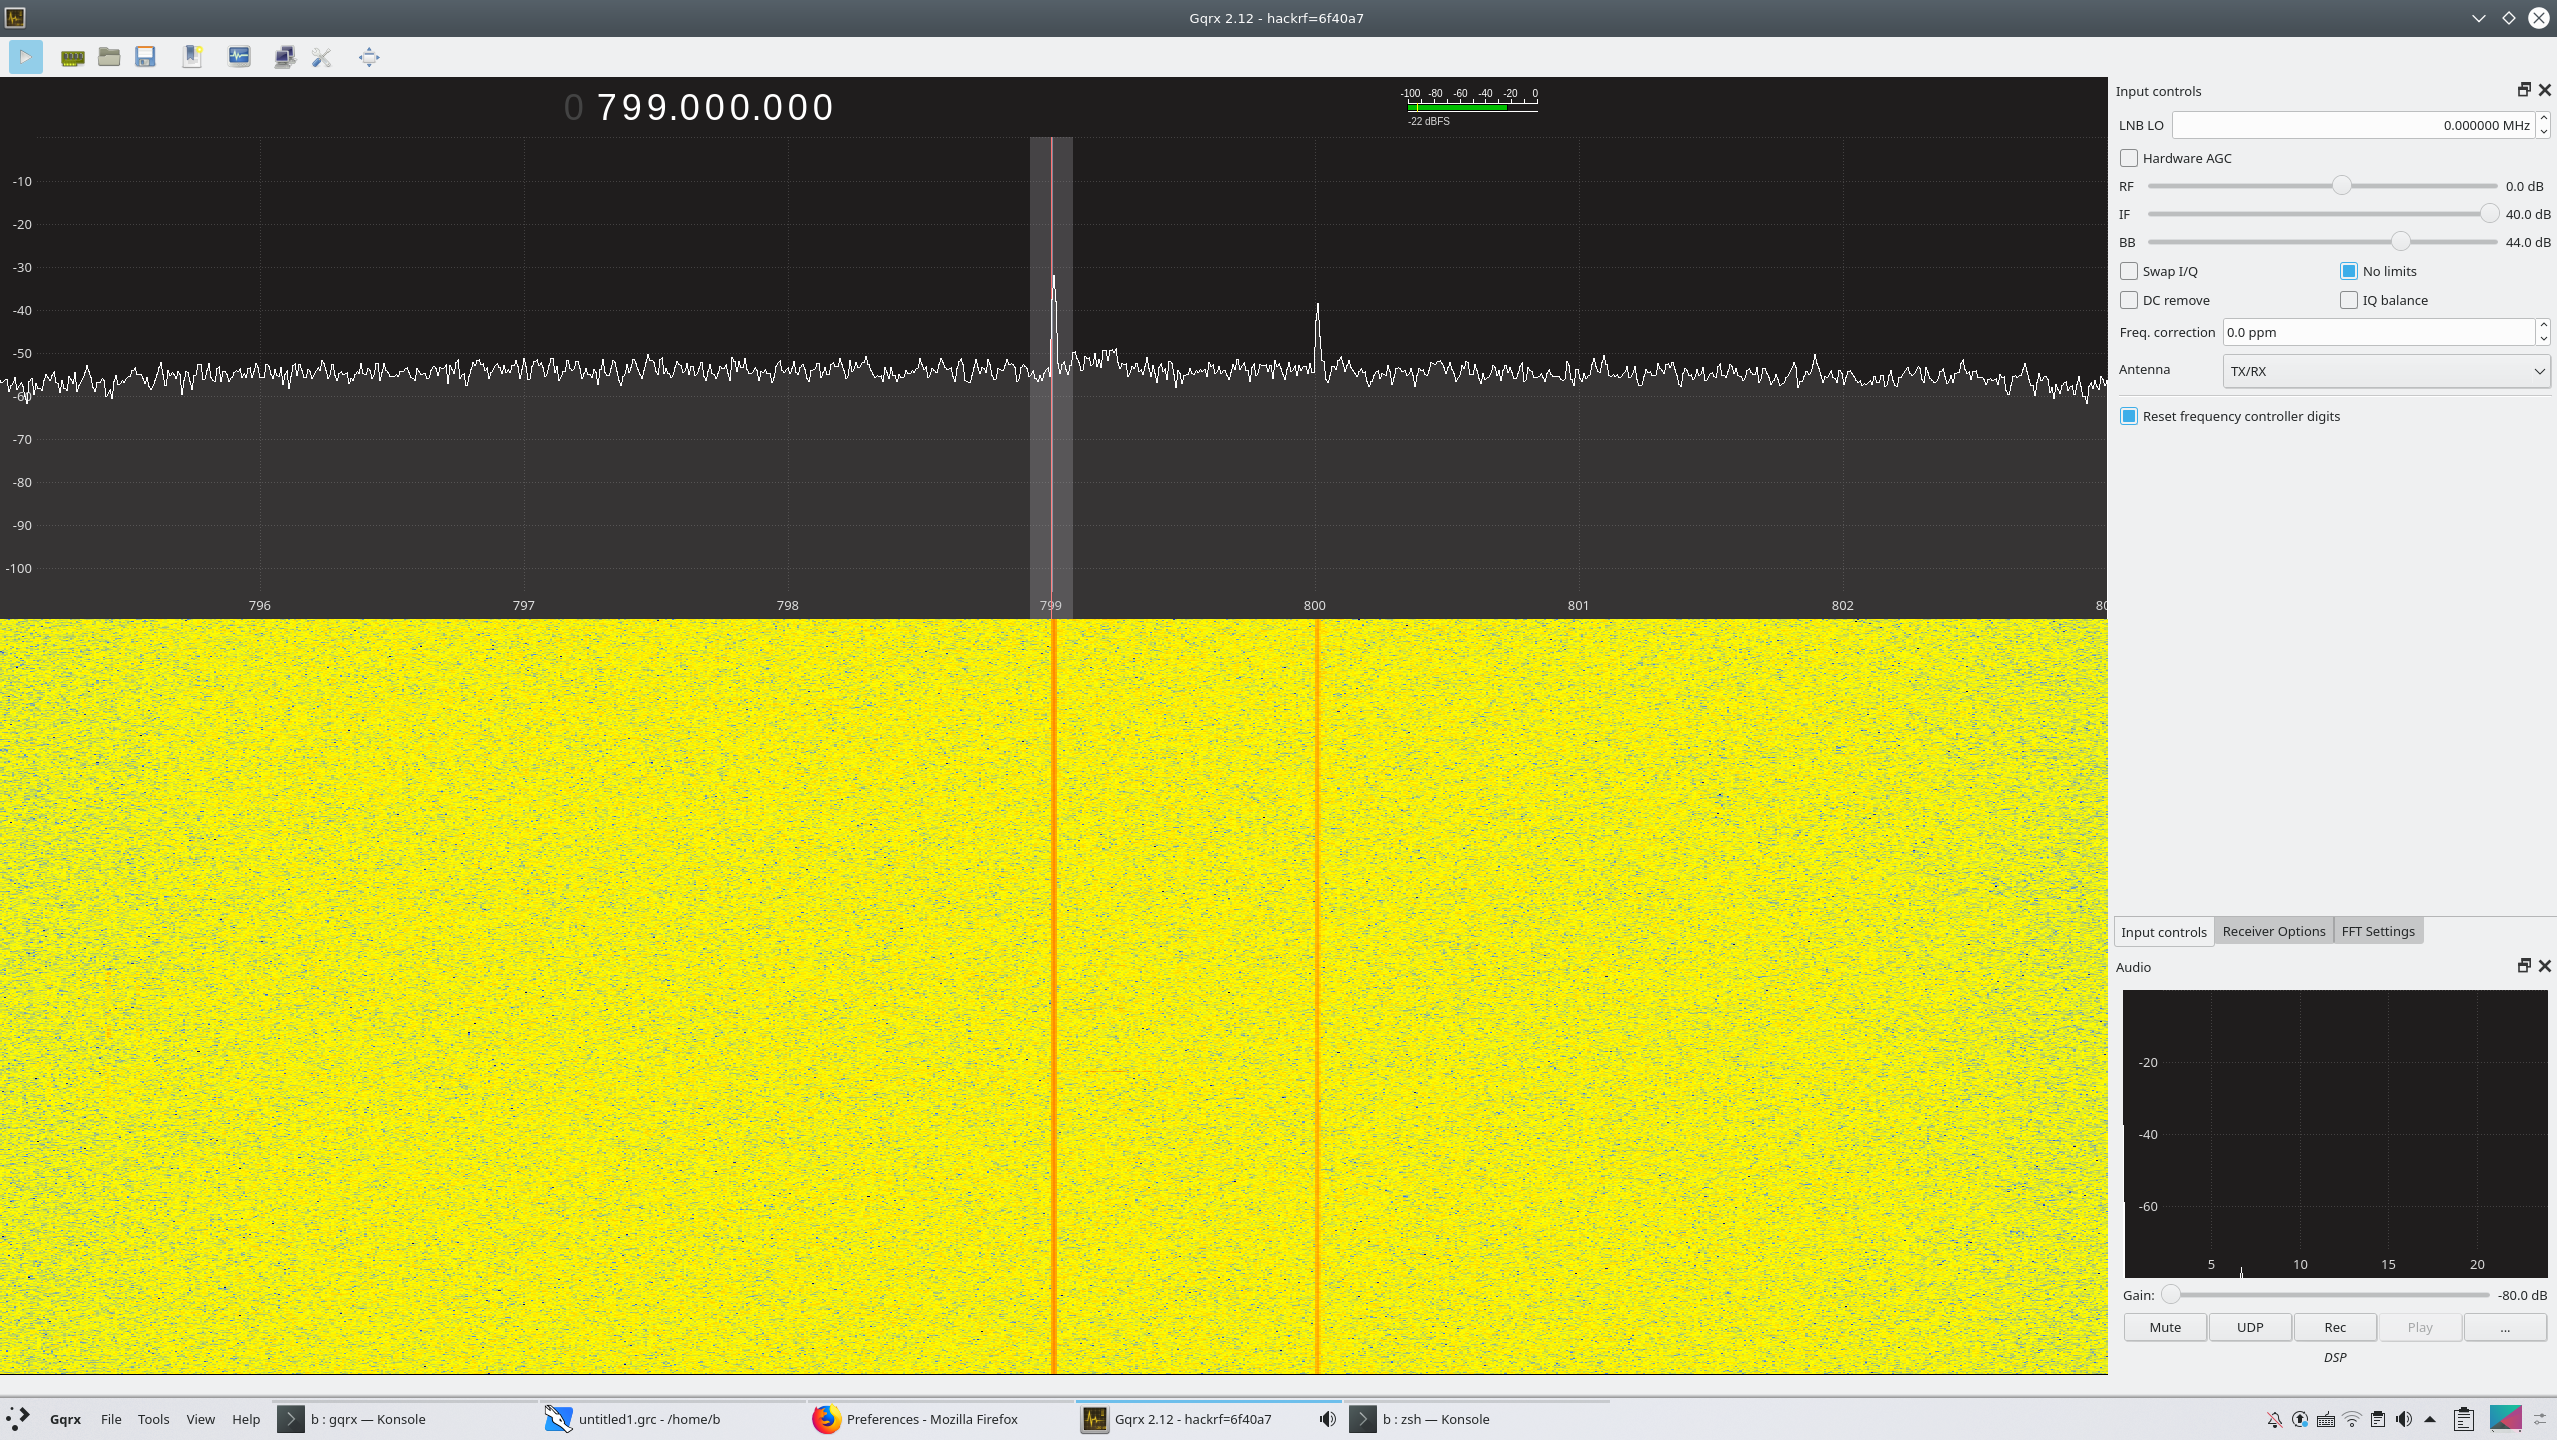 Gqrx 2.12 - hackrf=6f40a7
0 799.000.000
-100 -80 -60 -40 -20 0
-22 dBFS
-10
-20
-30
-40
-50
-60
-70
-80
-90
-100
796 797 798 799 800 801 802 80
Input controls
LNB LO 0.000000 MHz
Hardware AGC
RF 0.0 dB
IF 40.0 dB
BB 44.0 dB
Swap I/Q No limits
DC remove IQ balance
Freq. correction 0.0 ppm
Antenna TX/RX
Reset frequency controller digits
Input controls Receiver Options FFT Settings
Audio
-20
-40
-60
5 10 15 20
Gain: -80.0 dB
Mute UDP Rec Play ...
DSP
Gqrx File Tools View Help b : gqrx — Konsole untitled1.grc - /home/b Preferences - Mozilla Firefox Gqrx 2.12 - hackrf=6f40a7 b : zsh — Konsole